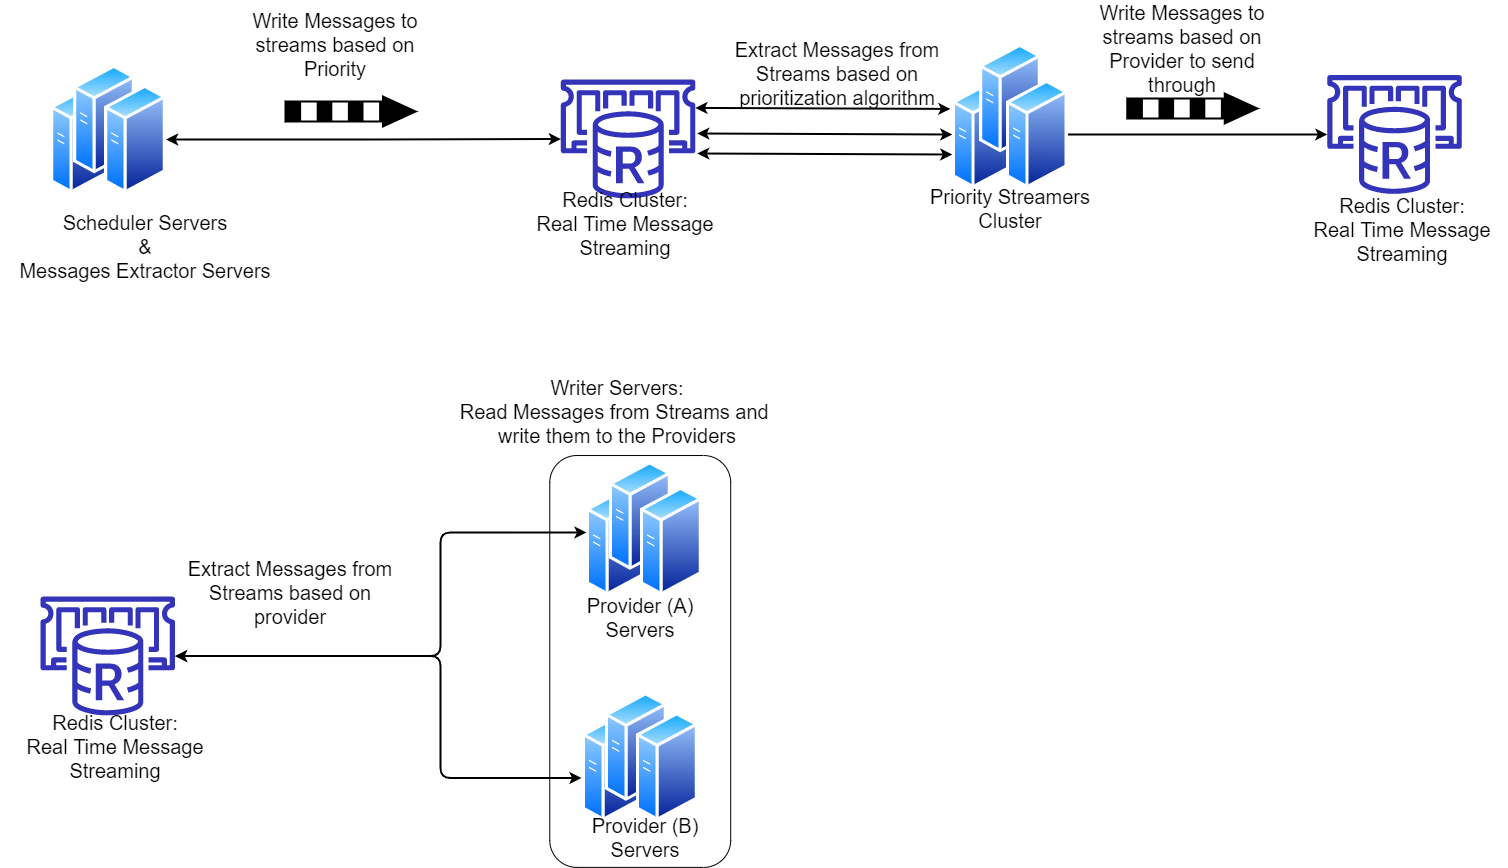 Write Messages to
streams based on
Priority
Extract Messages from
Streams based on
prioritization algorithm
Write Messages to
streams based on
Provider to send
through
R
R
Scheduler Servers
&
Messages Extractor Servers
Redis Cluster:
Real Time Message
Streaming
Priority Streamers
Cluster
Redis Cluster:
Real Time Message
Streaming
Writer Servers:
Read Messages from Streams and
write them to the Providers
Extract Messages from
Streams based on
provider
Provider (A)
Servers
R
Redis Cluster:
Real Time Message
Streaming
Provider (B)
Servers